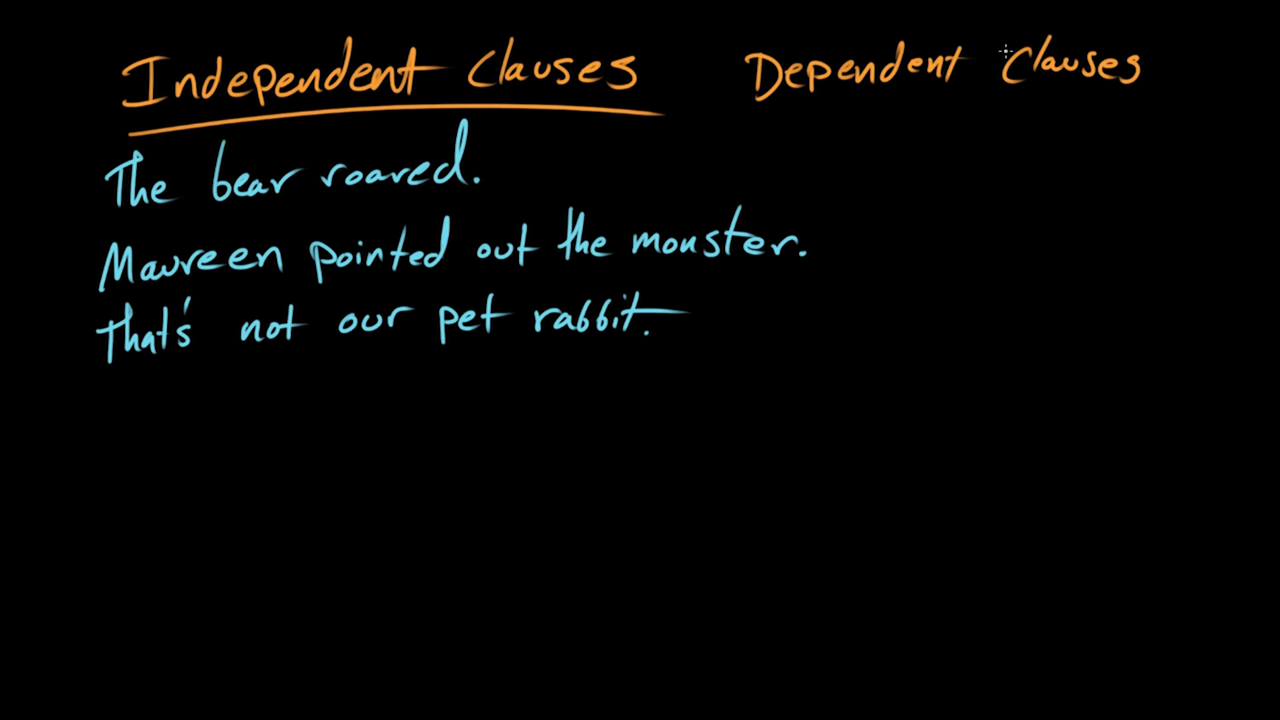 Independent Clauses Dependent Clauses
The bear roared.
Maureen pointed out the monster.
That's not our pet rabbit.